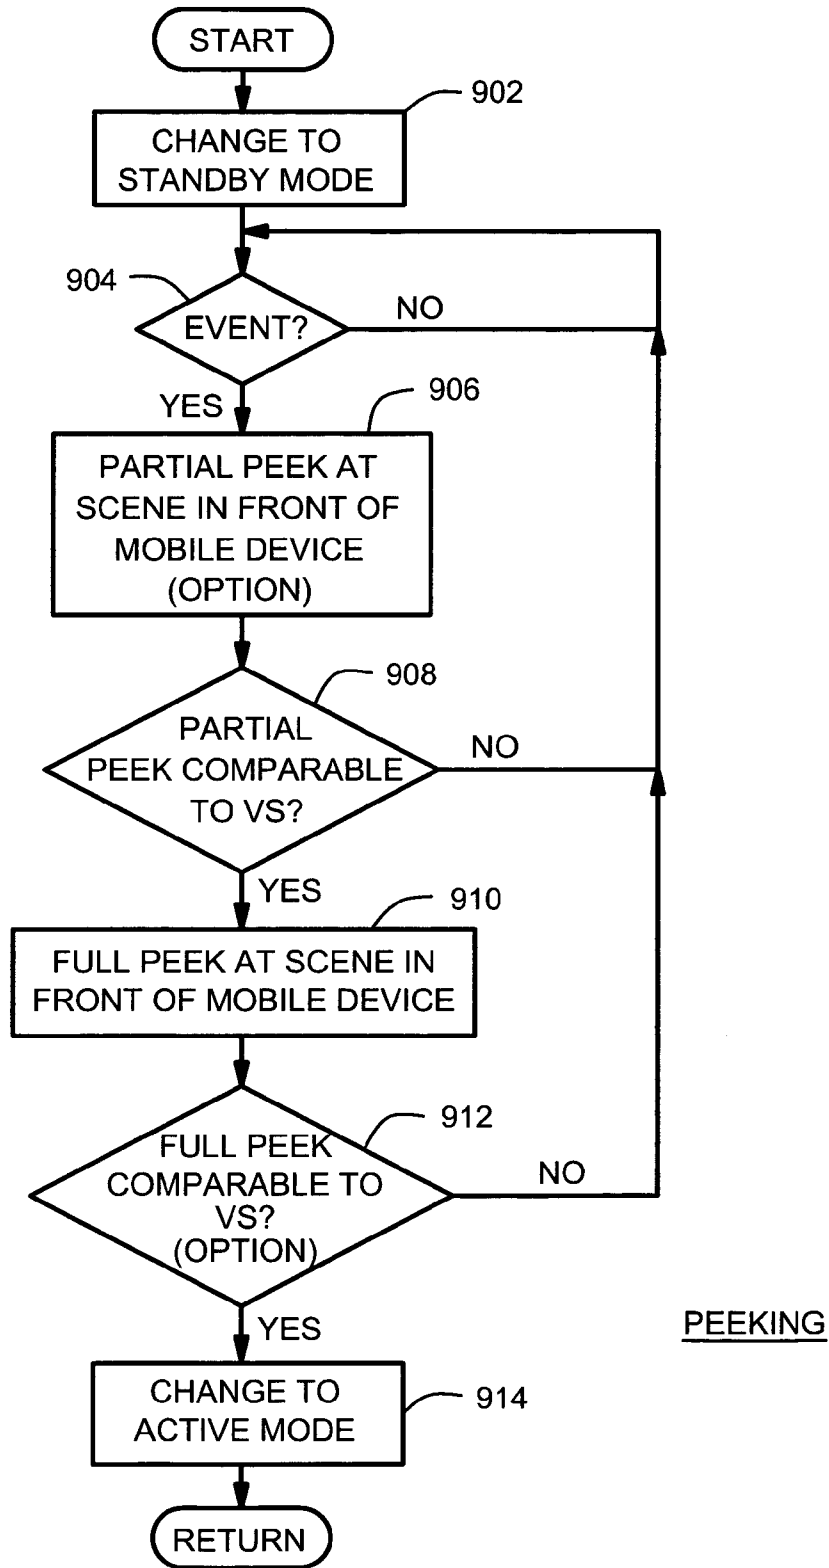 START
902
CHANGE TO
STANDBY MODE
904
EVENT?
NO
YES
906
PARTIAL PEEK AT
SCENE IN FRONT OF
MOBILE DEVICE
(OPTION)
908
PARTIAL
PEEK COMPARABLE
TO VS?
NO
YES
910
FULL PEEK AT SCENE IN
FRONT OF MOBILE DEVICE
912
FULL PEEK
COMPARABLE TO
VS?
(OPTION)
NO
YES
PEEKING
CHANGE TO
ACTIVE MODE
914
RETURN